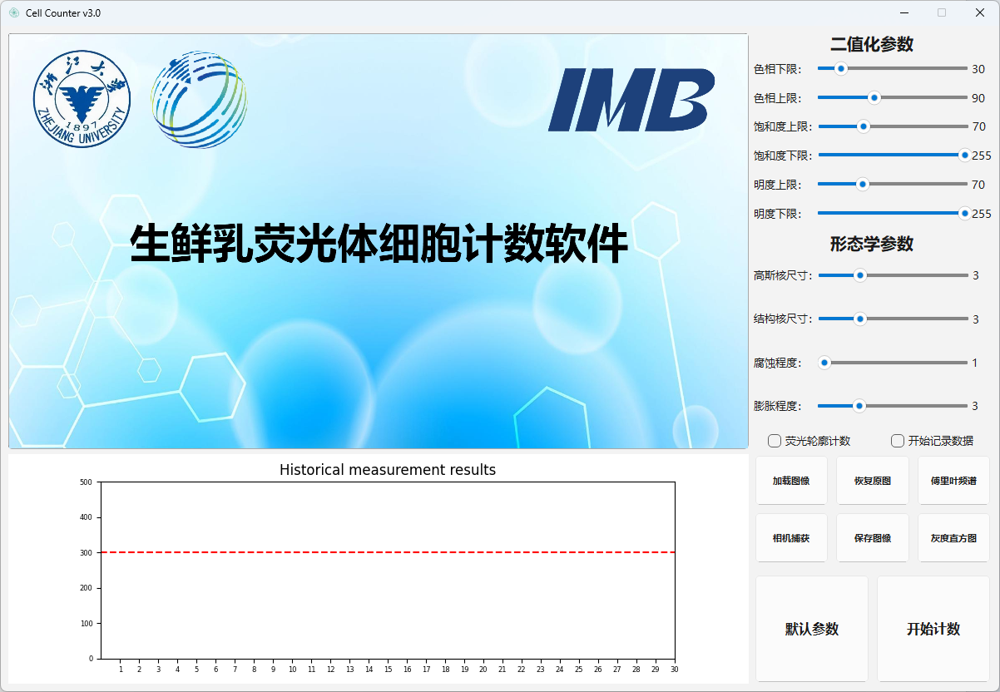 Cell Counter v3.0
浙江大學
1897
ZHEJIANG UNIVERSITY
IMB
生鲜乳荧光体细胞计数软件
二值化参数
色相下限： 30
色相上限： 90
饱和度上限： 70
饱和度下限： 255
明度上限： 70
明度下限： 255
形态学参数
高斯核尺寸： 3
结构核尺寸： 3
腐蚀程度： 1
膨胀程度： 3
荧光轮廓计数 开始记录数据
加载图像 恢复原图 傅里叶频谱
相机捕获 保存图像 灰度直方图
默认参数 开始计数
Historical measurement results
500
400
300
200
100
0
1 2 3 4 5 6 7 8 9 10 11 12 13 14 15 16 17 18 19 20 21 22 23 24 25 26 27 28 29 30